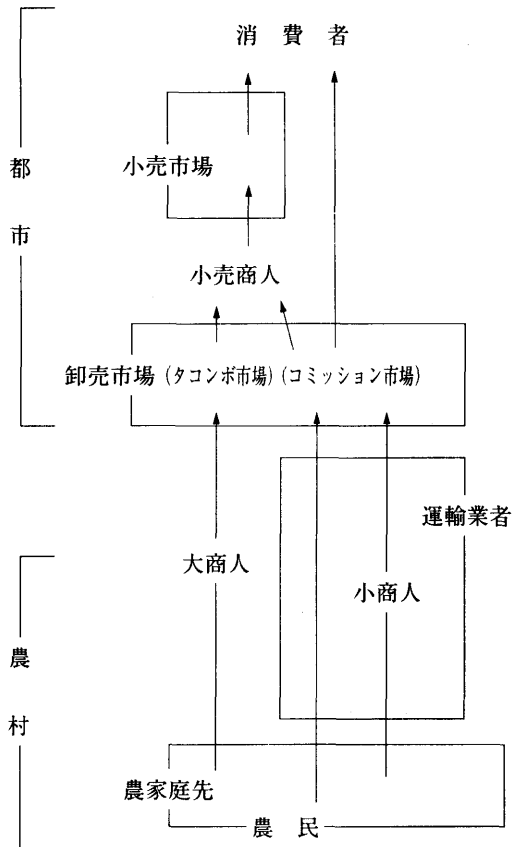 消費者
都市
小売市場
小売商人
卸売市場(タコンボ市場)(コミッション市場)
運輸業者
大商人
小商人
農村
農家庭先
農民